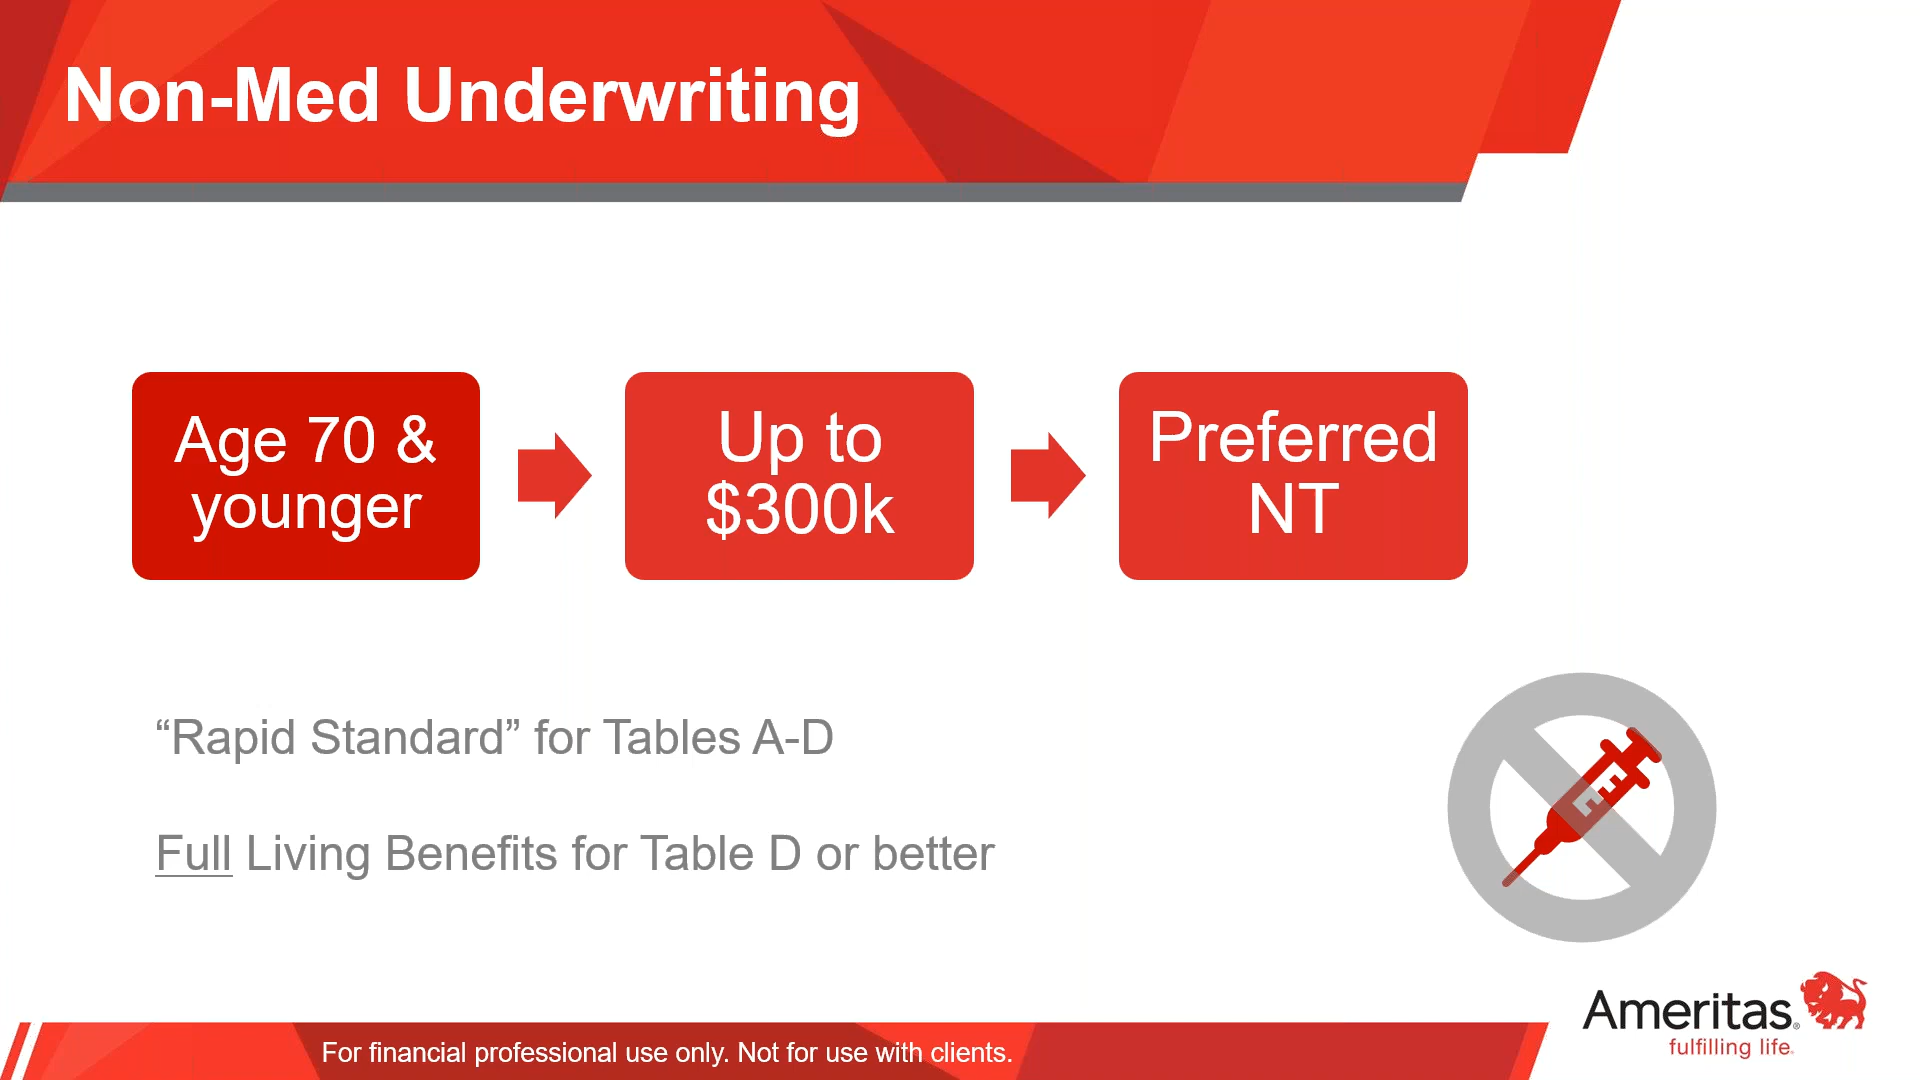 Non-Med Underwriting
Age 70 &
younger
Up to
$300k
Preferred
NT
“Rapid Standard” for Tables A-D
Full Living Benefits for Table D or better
Ameritas®
fulfilling life.
For financial professional use only. Not for use with clients.